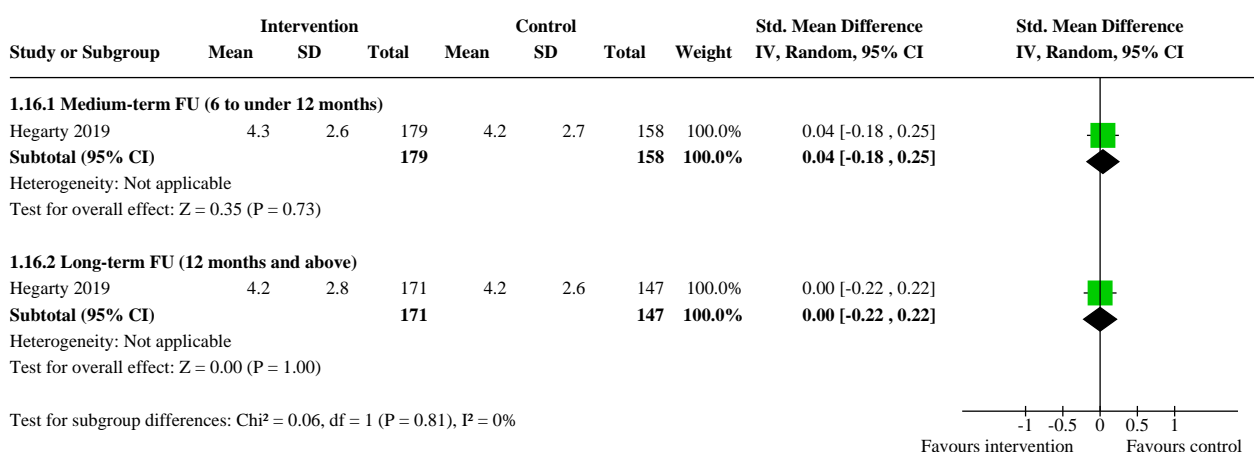 Intervention Control Std. Mean Difference Std. Mean Difference
Study or Subgroup Mean SD Total Mean SD Total Weight IV, Random, 95% CI IV, Random, 95% CI
1.16.1 Medium-term FU (6 to under 12 months)
Hegarty 2019 4.3 2.6 179 4.2 2.7 158 100.0% 0.04 [-0.18 , 0.25]
Subtotal (95% CI) 179 158 100.0% 0.04 [-0.18 , 0.25]
Heterogeneity: Not applicable
Test for overall effect: Z = 0.35 (P = 0.73)
1.16.2 Long-term FU (12 months and above)
Hegarty 2019 4.2 2.8 171 4.2 2.6 147 100.0% 0.00 [-0.22 , 0.22]
Subtotal (95% CI) 171 147 100.0% 0.00 [-0.22 , 0.22]
Heterogeneity: Not applicable
Test for overall effect: Z = 0.00 (P = 1.00)
Test for subgroup differences: Chi² = 0.06, df = 1 (P = 0.81), I² = 0%
-1 -0.5 0 0.5 1
Favours intervention Favours control